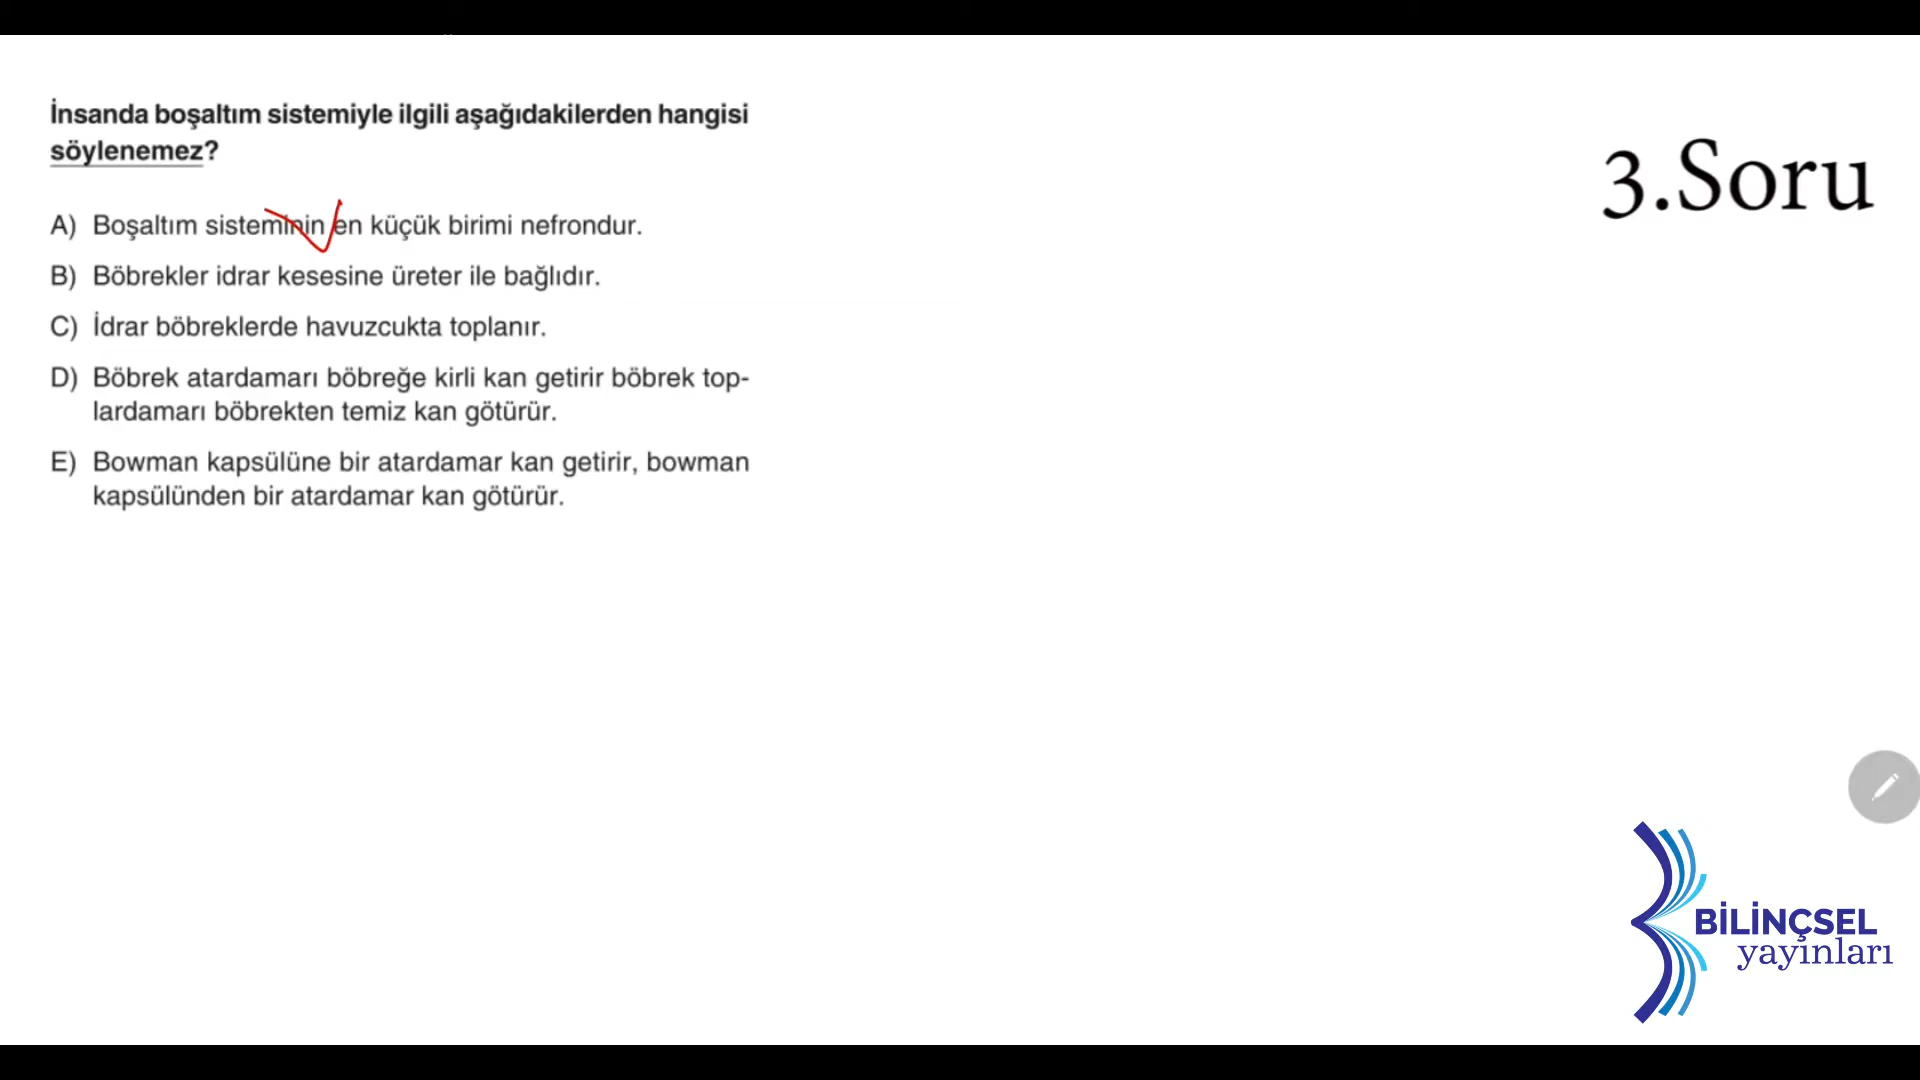 İnsanda boşaltım sistemiyle ilgili aşağıdakilerden hangisi
söylenemez?
3.Soru
A) Boşaltım sisteminin en küçük birimi nefrondur.
B) Böbrekler idrar kesesine üreter ile bağlıdır.
C) İdrar böbreklerde havuzcukta toplanır.
D) Böbrek atardamarı böbreğe kirli kan getirir böbrek top-
lardamarı böbrekten temiz kan götürür.
E) Bowman kapsülüne bir atardamar kan getirir, bowman
kapsülünden bir atardamar kan götürür.
BİLİNÇSEL
yayınları